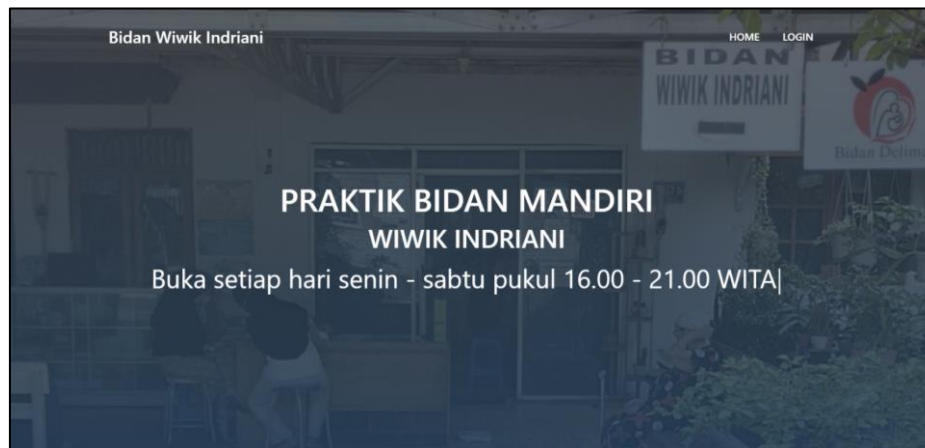 Bidan Wiwik Indriani
HOME LOGIN
BIDAN
WIWIK INDRIANI
Bidan Delima
PRAKTIK BIDAN MANDIRI
WIWIK INDRIANI
Buka setiap hari senin - sabtu pukul 16.00 - 21.00 WITA|